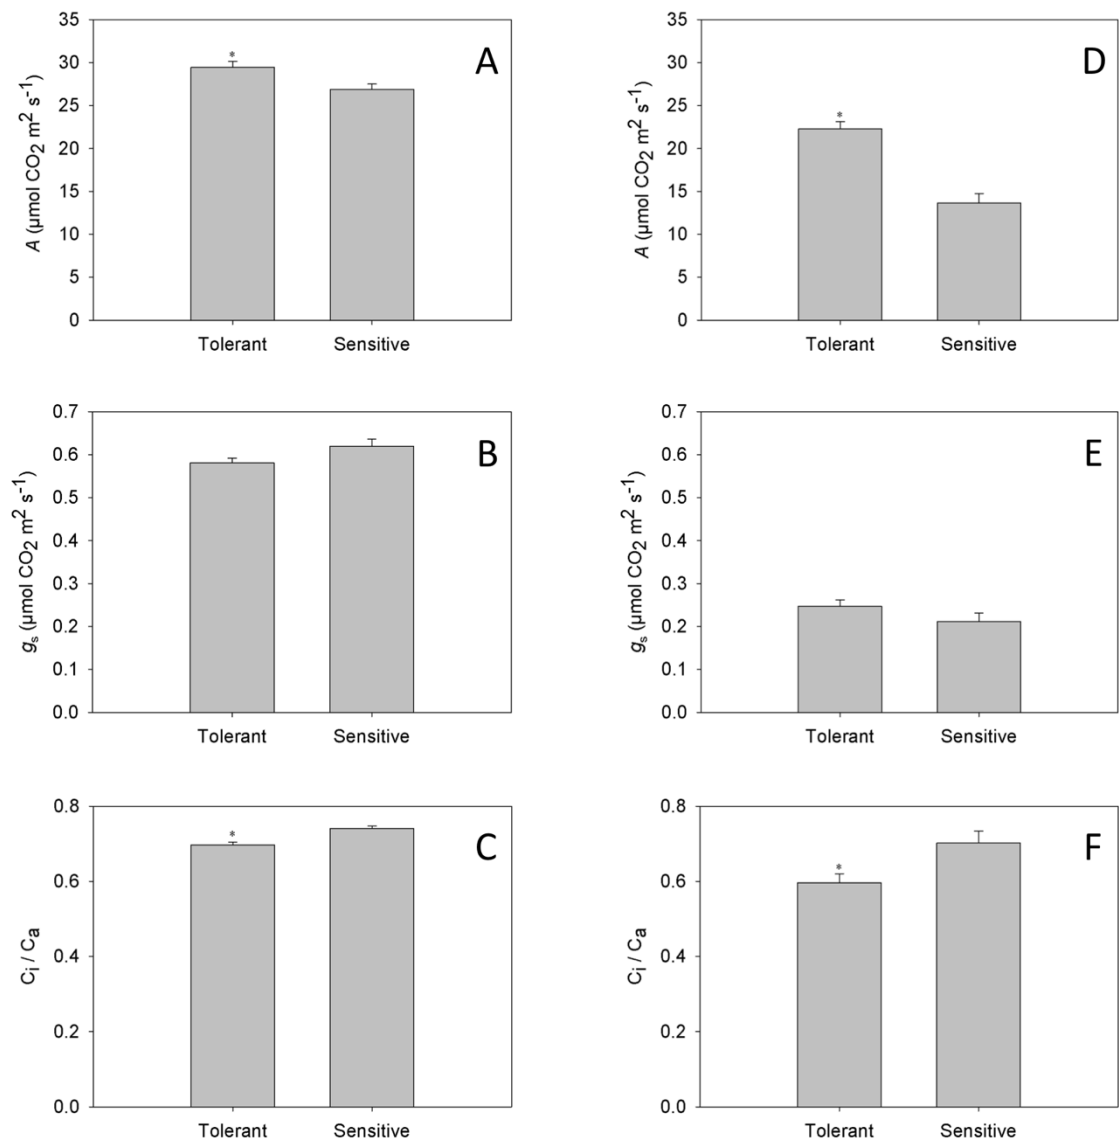 A
A (µmol CO2 m2 s-1)
35
30
25
20
15
10
5
0
*
Tolerant Sensitive
D
A (µmol CO2 m2 s-1)
35
30
25
20
15
10
5
0
*
Tolerant Sensitive
B
gs (µmol CO2 m2 s-1)
0.7
0.6
0.5
0.4
0.3
0.2
0.1
0.0
Tolerant Sensitive
E
gs (µmol CO2 m2 s-1)
0.7
0.6
0.5
0.4
0.3
0.2
0.1
0.0
Tolerant Sensitive
C
Ci / Ca
0.8
0.6
0.4
0.2
0.0
*
Tolerant Sensitive
F
Ci / Ca
0.8
0.6
0.4
0.2
0.0
*
Tolerant Sensitive